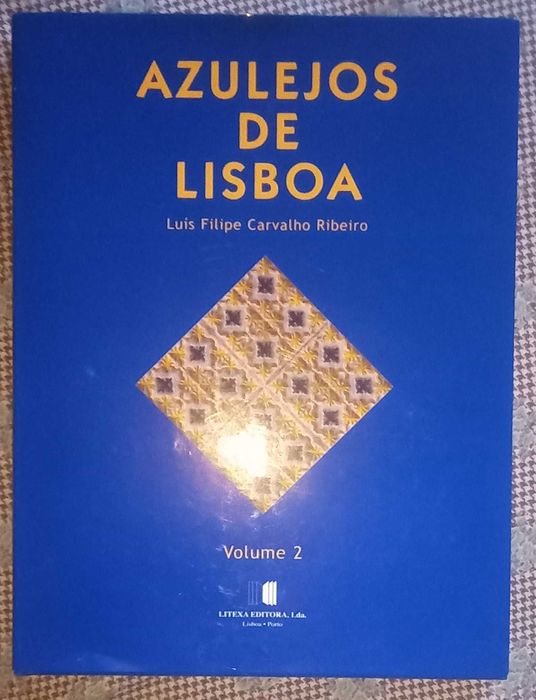 AZULEJOS
DE
LISBOA
Luís Filipe Carvalho Ribeiro
Volume 2
LITEXA EDITORA, Lda.
Lisboa • Porto